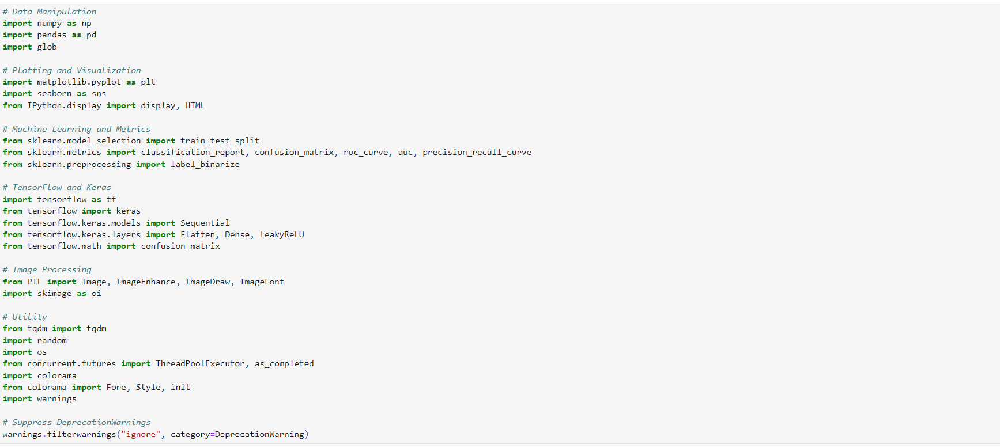 # Data Manipulation
import numpy as np
import pandas as pd
import glob
# Plotting and Visualization
import matplotlib.pyplot as plt
import seaborn as sns
from IPython.display import display, HTML
# Machine Learning and Metrics
from sklearn.model_selection import train_test_split
from sklearn.metrics import classification_report, confusion_matrix, roc_curve, auc, precision_recall_curve
from sklearn.preprocessing import label_binarize
# TensorFlow and Keras
import tensorflow as tf
from tensorflow import keras
from tensorflow.keras.models import Sequential
from tensorflow.keras.layers import Flatten, Dense, LeakyReLU
from tensorflow.math import confusion_matrix
# Image Processing
from PIL import Image, ImageEnhance, ImageDraw, ImageFont
import skimage as oi
# Utility
from tqdm import tqdm
import random
import os
from concurrent.futures import ThreadPoolExecutor, as_completed
import colorama
from colorama import Fore, Style, init
import warnings
# Suppress DeprecationWarnings
warnings.filterwarnings("ignore", category=DeprecationWarning)